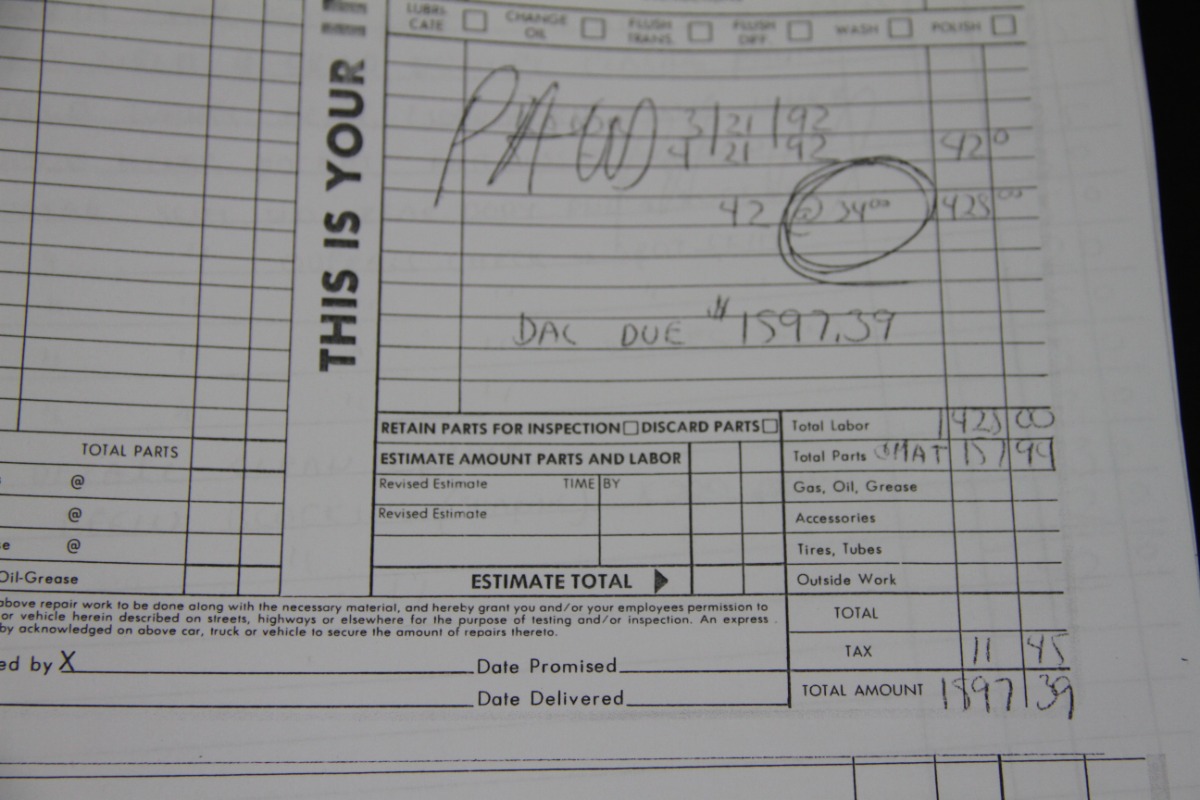 LUBRI- CATE CHANGE OIL FLUSH TRANS. FLUSH DIFF. WASH POLISH
THIS IS YOUR
3/21/92
4 21 92 42⁰
42 @ 34⁰⁰ 1428⁰⁰
DAC DUE $1597.39
RETAIN PARTS FOR INSPECTION DISCARD PARTS
ESTIMATE AMOUNT PARTS AND LABOR
Revised Estimate TIME BY
Revised Estimate
ESTIMATE TOTAL
Total Labor 1428 00
Total Parts MAT 157 94
Gas, Oil, Grease
Accessories
Tires, Tubes
Outside Work
TOTAL
TAX 11 45
TOTAL AMOUNT 1597 39
TOTAL PARTS
@
@
e @
Oil-Grease
above repair work to be done along with the necessary material, and hereby grant you and/or your employees permission to
or vehicle herein described on streets, highways or elsewhere for the purpose of testing and/or inspection. An express
by acknowledged on above car, truck or vehicle to secure the amount of repairs thereto.
ed by X Date Promised
Date Delivered